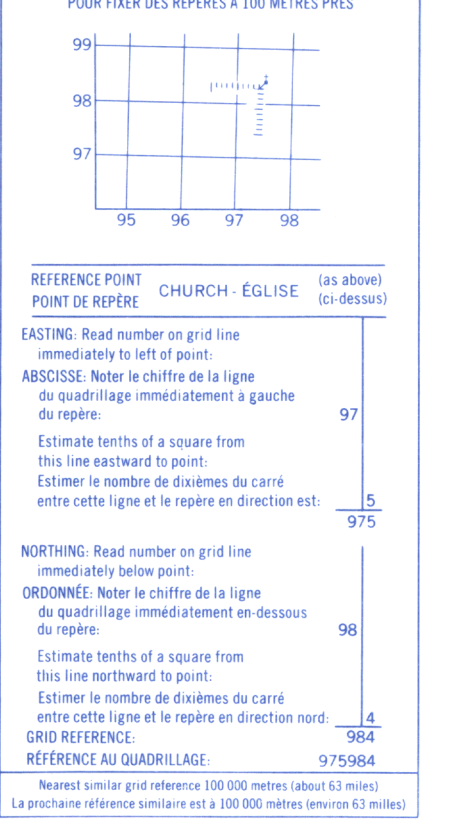 POUR FIXER DES REPÈRES À 100 MÈTRES PRÈS
99
98
97
95 96 97 98
REFERENCE POINT
POINT DE REPÈRE
CHURCH - ÉGLISE
(as above)
(ci-dessus)
EASTING: Read number on grid line
immediately to left of point:
ABSCISSE: Noter le chiffre de la ligne
du quadrillage immédiatement à gauche
du repère: 97
Estimate tenths of a square from
this line eastward to point:
Estimer le nombre de dixièmes du carré
entre cette ligne et le repère en direction est: 5
975
NORTHING: Read number on grid line
immediately below point:
ORDONNÉE: Noter le chiffre de la ligne
du quadrillage immédiatement en-dessous
du repère: 98
Estimate tenths of a square from
this line northward to point:
Estimer le nombre de dixièmes du carré
entre cette ligne et le repère en direction nord: 4
GRID REFERENCE: 984
RÉFÉRENCE AU QUADRILLAGE: 975984
Nearest similar grid reference 100 000 metres (about 63 miles)
La prochaine référence similaire est à 100 000 mètres (environ 63 milles)